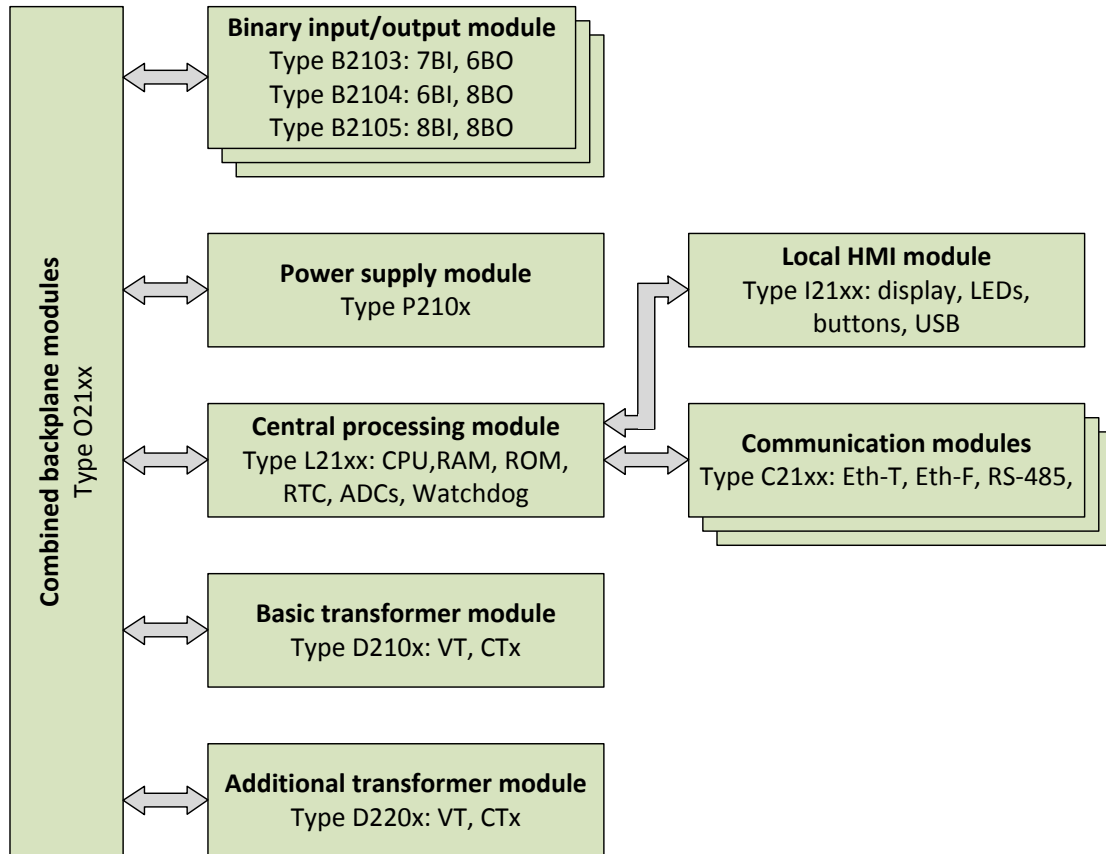 Combined backplane modules
Type O21xx
Binary input/output module
Type B2103: 7BI, 6BO
Type B2104: 6BI, 8BO
Type B2105: 8BI, 8BO
Power supply module
Type P210x
Local HMI module
Type I21xx: display, LEDs,
buttons, USB
Central processing module
Type L21xx: CPU,RAM, ROM,
RTC, ADCs, Watchdog
Communication modules
Type C21xx: Eth-T, Eth-F, RS-485,
Basic transformer module
Type D210x: VT, CTx
Additional transformer module
Type D220x: VT, CTx